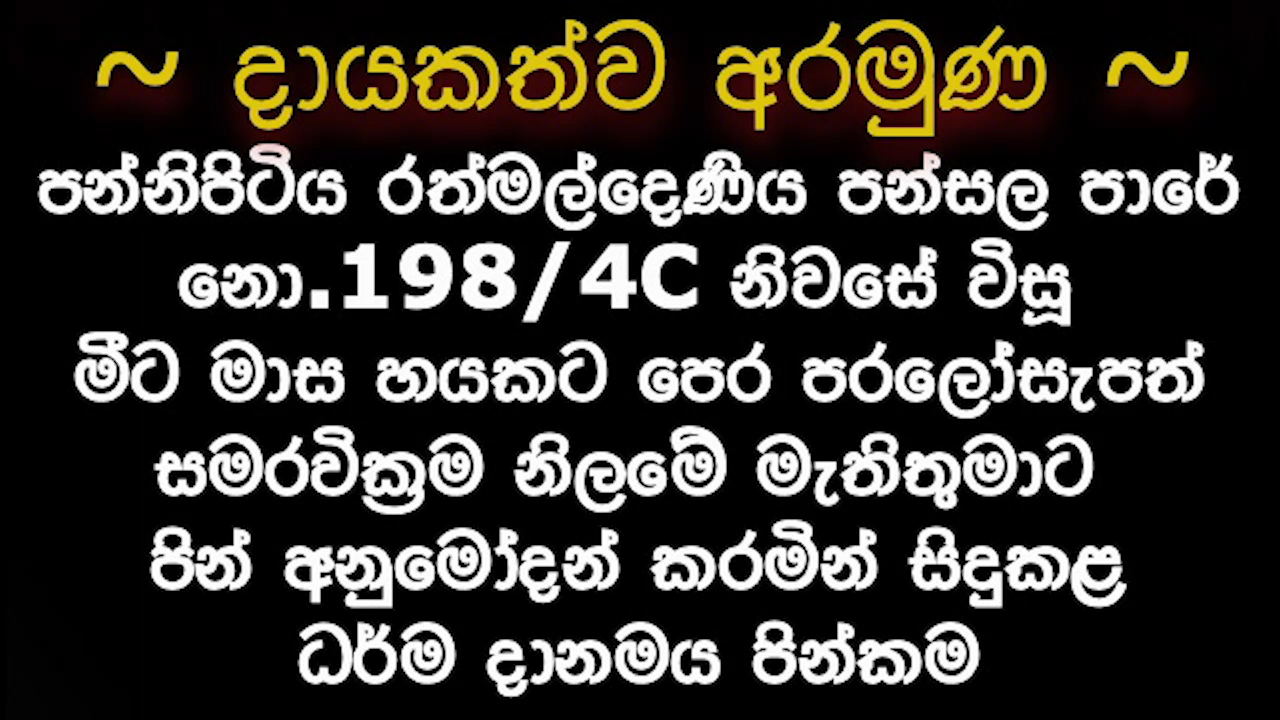 ~ දායකත්ව අරමුණ ~
පන්නිපිටිය රත්මල්දෙණිය පන්සල පාරේ
නො.198/4C නිවසේ විසූ
මීට මාස හයකට පෙර පරලෝසැපත්
සමරවික්‍රම නිලමේ මැතිතුමාට
පින් අනුමෝදන් කරමින් සිදුකළ
ධර්ම දානමය පින්කම